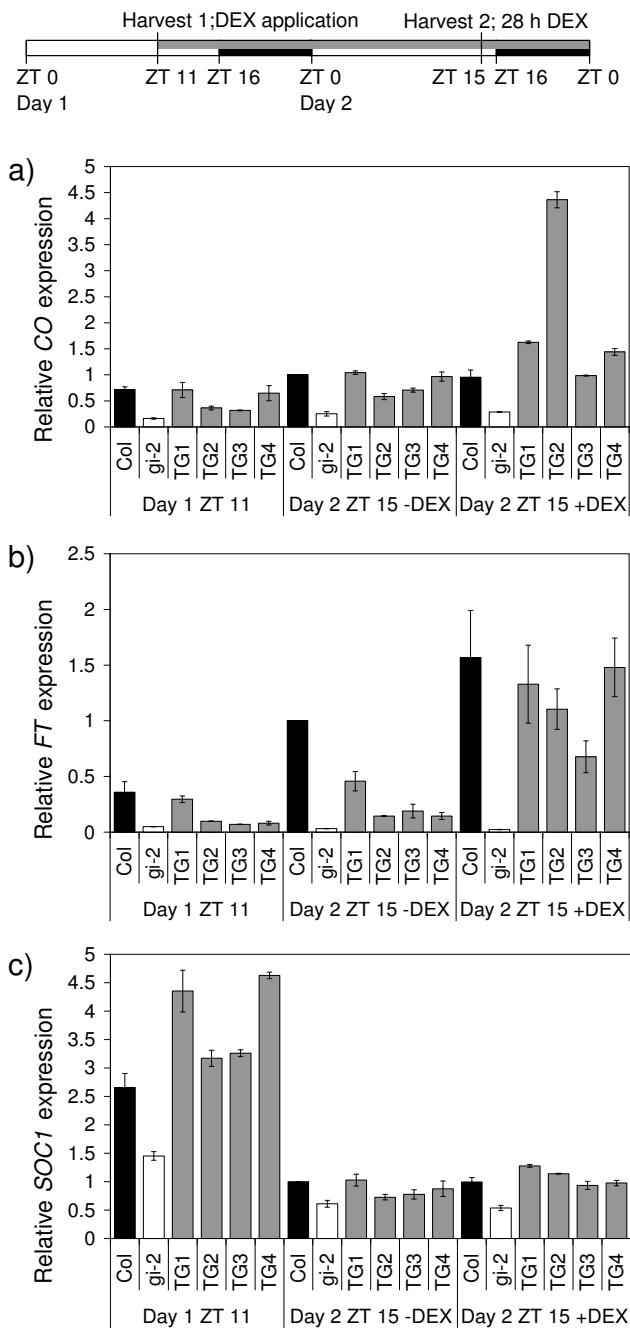 Harvest 1;DEX application
Harvest 2; 28 h DEX
ZT 0
ZT 11
ZT 16
ZT 0
ZT 15
ZT 16
ZT 0
Day 1
Day 2
a)
Relative CO expression
5
4.5
4
3.5
3
2.5
2
1.5
1
0.5
0
Col
gi-2
TG1
TG2
TG3
TG4
Col
gi-2
TG1
TG2
TG3
TG4
Col
gi-2
TG1
TG2
TG3
TG4
Day 1 ZT 11
Day 2 ZT 15 -DEX
Day 2 ZT 15 +DEX
b)
Relative FT expression
2.5
2
1.5
1
0.5
0
Col
gi-2
TG1
TG2
TG3
TG4
Col
gi-2
TG1
TG2
TG3
TG4
Col
gi-2
TG1
TG2
TG3
TG4
Day 1 ZT 11
Day 2 ZT 15 -DEX
Day 2 ZT 15 +DEX
c)
Relative SOC1 expression
5
4.5
4
3.5
3
2.5
2
1.5
1
0.5
0
Col
gi-2
TG1
TG2
TG3
TG4
Col
gi-2
TG1
TG2
TG3
TG4
Col
gi-2
TG1
TG2
TG3
TG4
Day 1 ZT 11
Day 2 ZT 15 -DEX
Day 2 ZT 15 +DEX